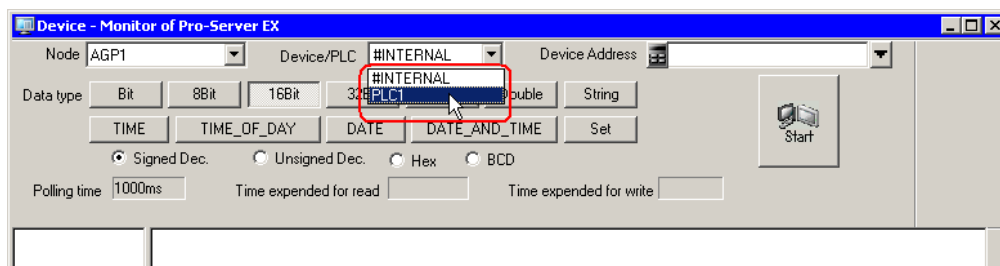 Device - Monitor of Pro-Server EX
Node AGP1 Device/PLC #INTERNAL Device Address
#INTERNAL
PLC1
Data type Bit 8Bit 16Bit Double String
TIME TIME_OF_DAY DATE DATE_AND_TIME Set
Start
Signed Dec. Unsigned Dec. Hex BCD
Polling time 1000ms Time expended for read Time expended for write